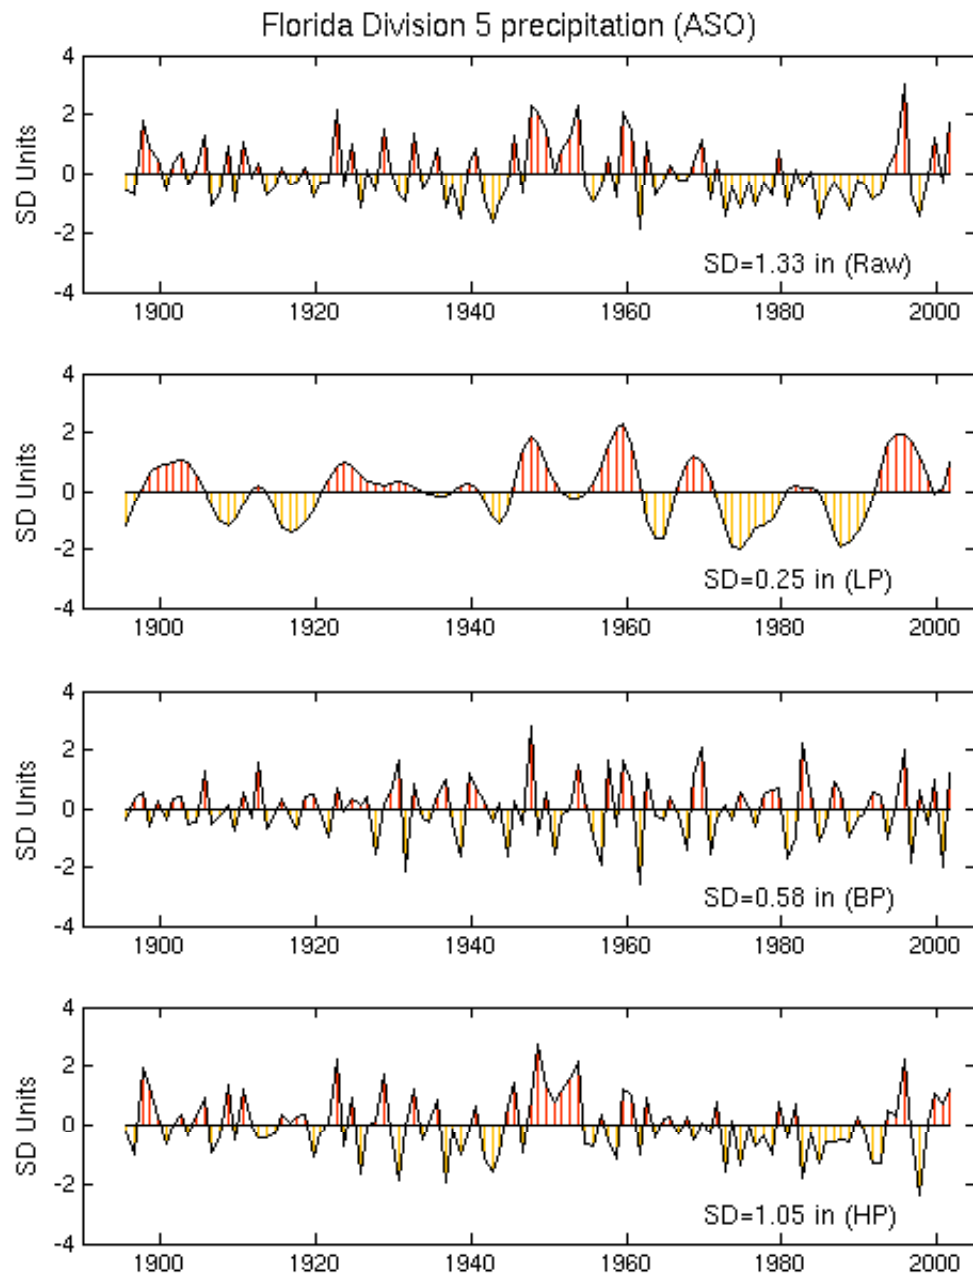 Florida Division 5 precipitation (ASO)
4
2
0
-2
-4
SD Units
SD=1.33 in (Raw)
1900 1920 1940 1960 1980 2000
4
2
0
-2
-4
SD Units
SD=0.25 in (LP)
1900 1920 1940 1960 1980 2000
4
2
0
-2
-4
SD Units
SD=0.58 in (BP)
1900 1920 1940 1960 1980 2000
4
2
0
-2
-4
SD Units
SD=1.05 in (HP)
1900 1920 1940 1960 1980 2000